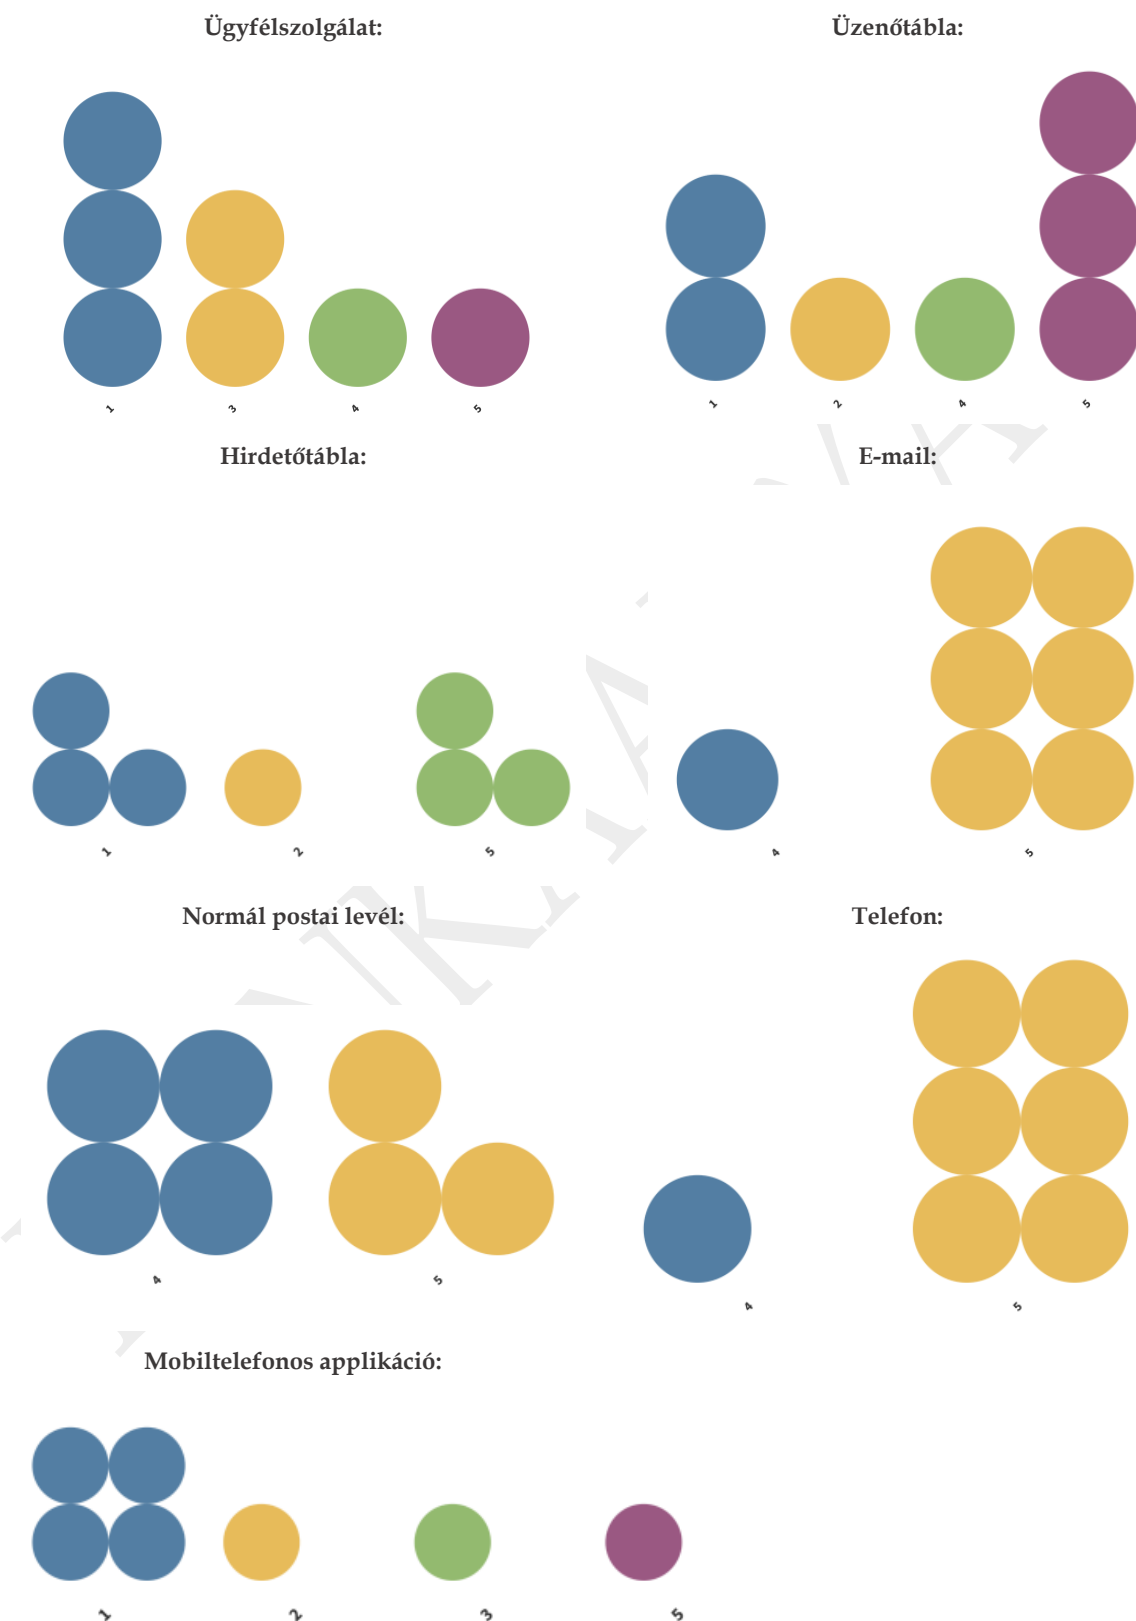 Ügyfélszolgálat:
1 3 4 5
Üzenőtábla:
1 2 4 5
Hirdetőtábla:
1 2 5
E-mail:
4 5
Normál postai levél:
4 5
Telefon:
4 5
Mobiltelefonos applikáció:
1 2 3 5